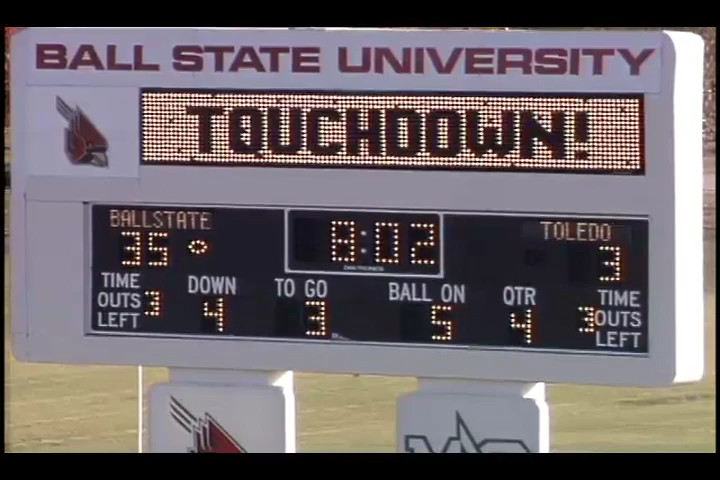 BALL STATE UNIVERSITY
TOUCHDOWN!
BALLSTATE 8:02 TOLEDO
35 3
TIME OUTS LEFT 3 DOWN 4 TO GO 3 BALL ON 5 QTR 4 3 TIME OUTS LEFT